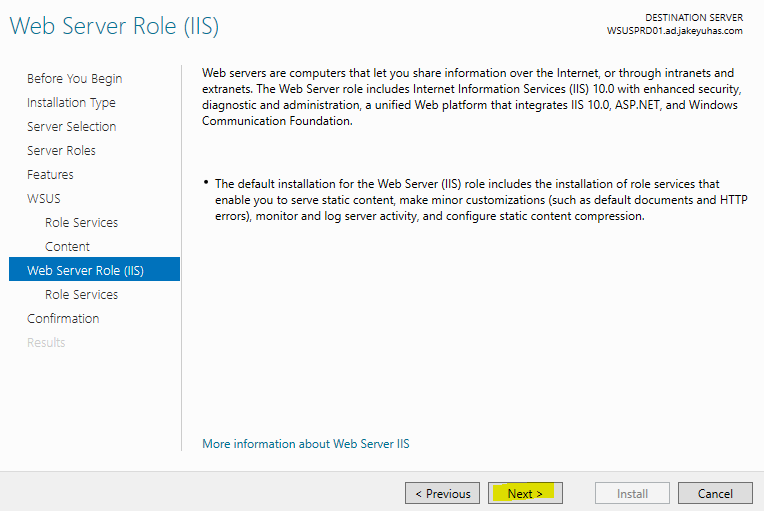 Web Server Role (IIS)
DESTINATION SERVER
WSUSPRD01.ad.jakeyuhas.com
Before You Begin
Installation Type
Server Selection
Server Roles
Features
WSUS
Role Services
Content
Web Server Role (IIS)
Role Services
Confirmation
Results
Web servers are computers that let you share information over the Internet, or through intranets and
extranets. The Web Server role includes Internet Information Services (IIS) 10.0 with enhanced security,
diagnostic and administration, a unified Web platform that integrates IIS 10.0, ASP.NET, and Windows
Communication Foundation.
• The default installation for the Web Server (IIS) role includes the installation of role services that
enable you to serve static content, make minor customizations (such as default documents and HTTP
errors), monitor and log server activity, and configure static content compression.
More information about Web Server IIS
< Previous
Next >
Install
Cancel